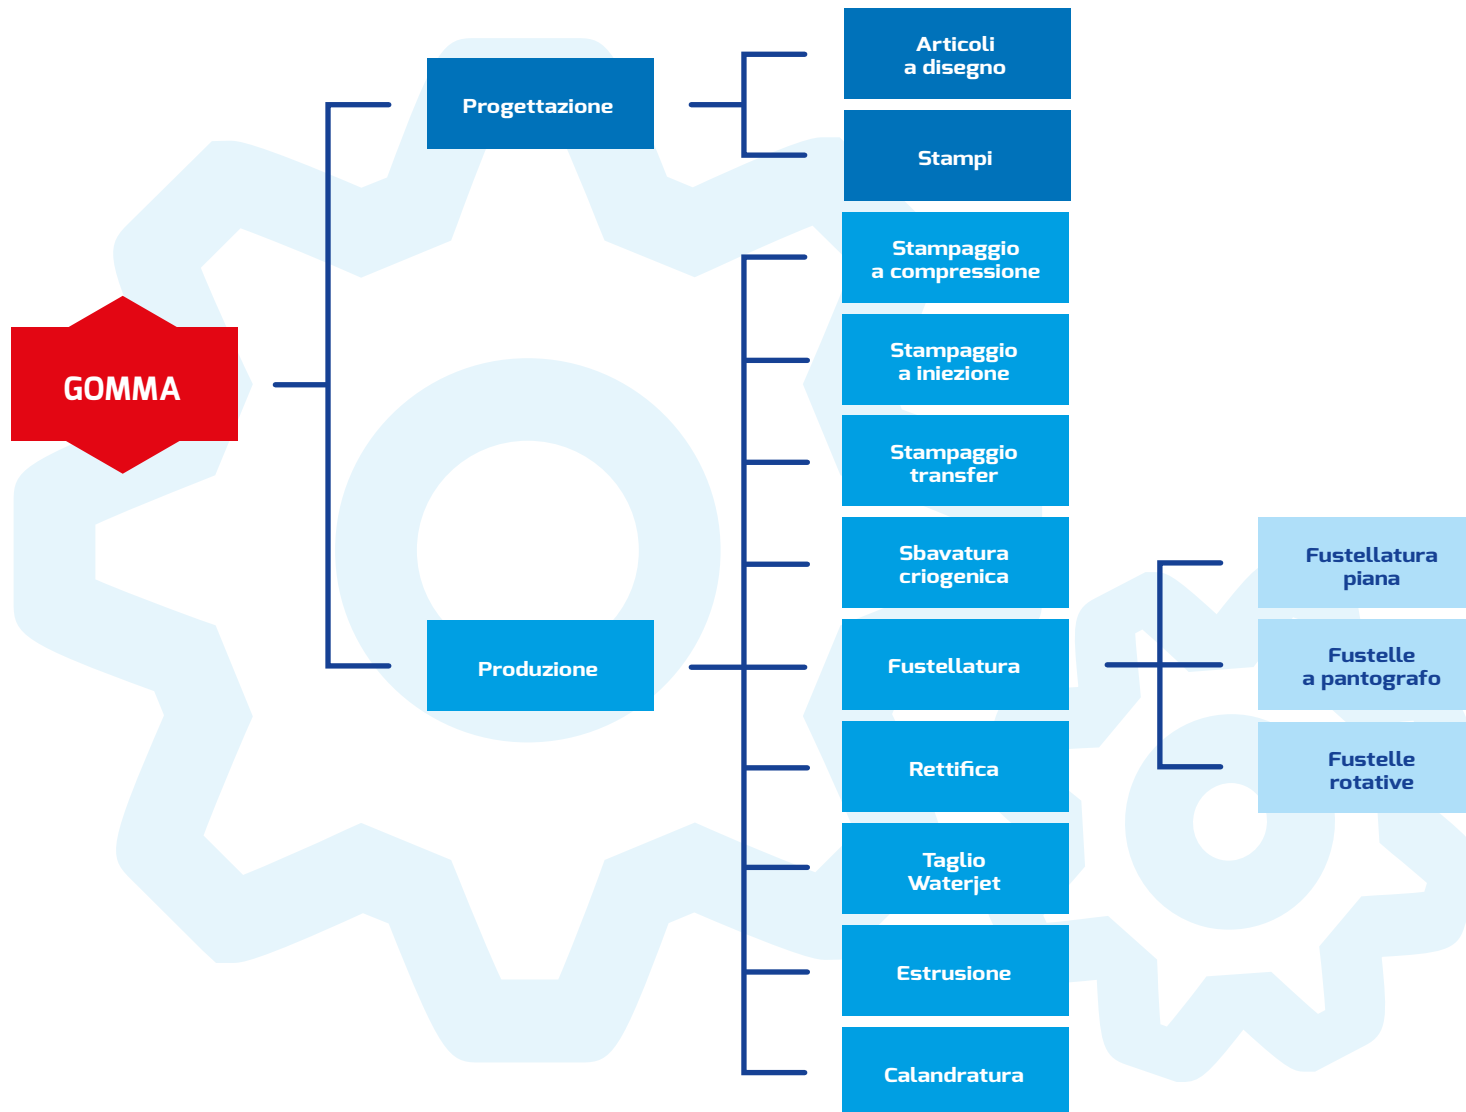 GOMMA
Progettazione
Articoli
a disegno
Stampi
Produzione
Stampaggio
a compressione
Stampaggio
a iniezione
Stampaggio
transfer
Sbavatura
criogenica
Fustellatura
Fustellatura
piana
Fustelle
a pantografo
Fustelle
rotative
Rettifica
Taglio
Waterjet
Estrusione
Calandratura